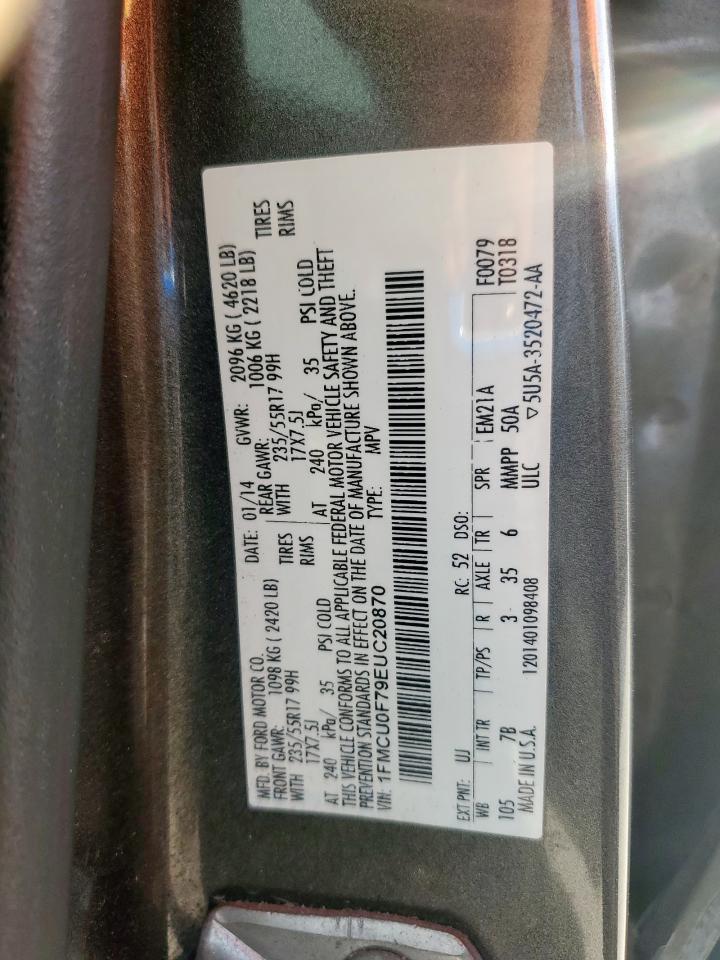 MFD. BY FORD MOTOR CO. DATE: 01/14 GVWR: 2096 KG ( 4620 LB)
FRONT GAWR: 1098 KG ( 2420 LB) REAR GAWR: 1006 KG ( 2218 LB)
WITH 235/55R17 99H TIRES WITH 235/55R17 99H TIRES
17X7.5J RIMS 17X7.5J RIMS
AT 240 kPa/ 35 PSI COLD AT 240 kPa/ 35 PSI COLD
THIS VEHICLE CONFORMS TO ALL APPLICABLE FEDERAL MOTOR VEHICLE SAFETY AND THEFT
PREVENTION STANDARDS IN EFFECT ON THE DATE OF MANUFACTURE SHOWN ABOVE.
VIN: 1FMCU0F79EUC20870 TYPE: MPV
EXT PNT: UJ RC: 52 DSO: F0079
WB INT TR TP/PS R AXLE TR SPR EM21A T0318
105 7B 3 35 6 MMPP 50A
MADE IN U.S.A. 1201401098408 ULC ▽5U5A-3520472-AA